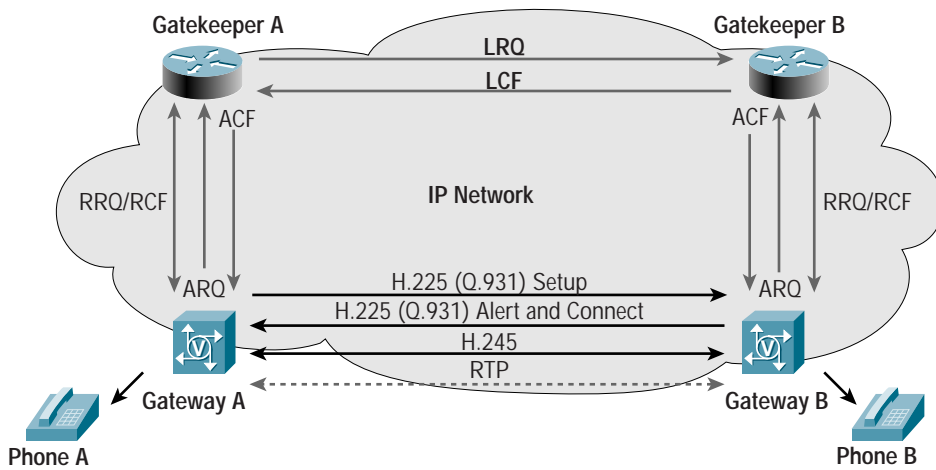 Gatekeeper A
Gatekeeper B
LRQ
LCF
ACF
ACF
RRQ/RCF
IP Network
RRQ/RCF
ARQ
H.225 (Q.931) Setup
ARQ
H.225 (Q.931) Alert and Connect
V
H.245
V
RTP
Gateway A
Gateway B
Phone A
Phone B